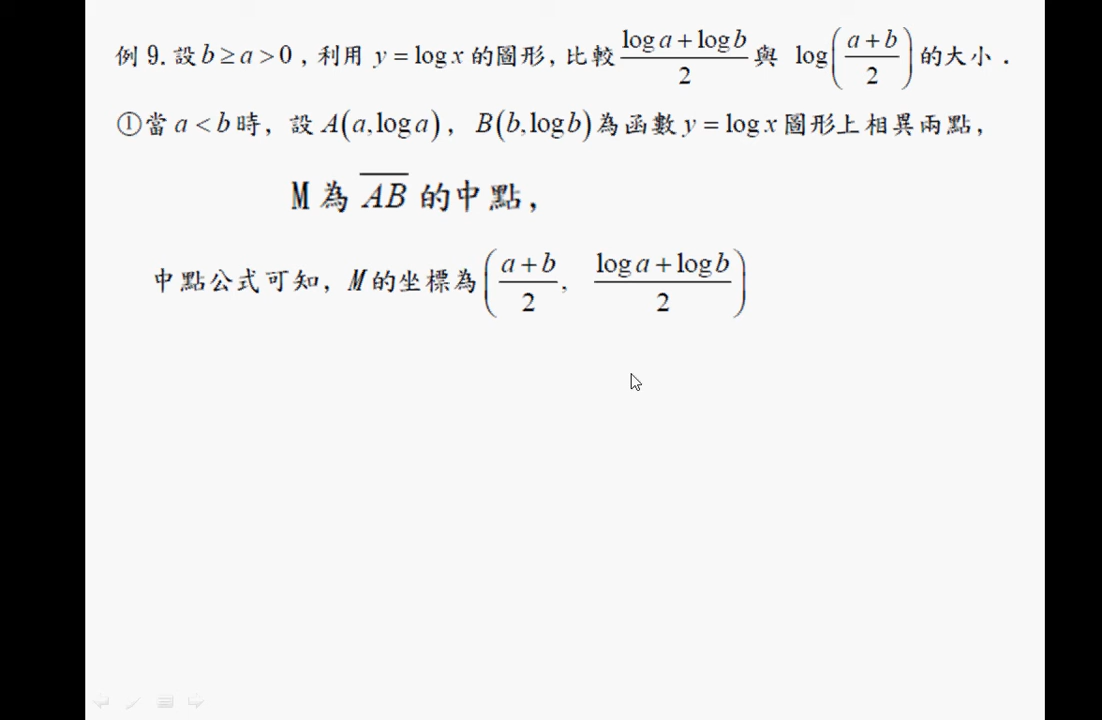 例 9. 設 b ≥ a > 0 , 利用 y = log x 的圖形, 比較 (log a + log b)/2 與 log((a+b)/2) 的大小 .
①當 a < b 時, 設 A(a, log a), B(b, log b) 為函數 y = log x 圖形上相異兩點,
M 為 A̅B̅ 的中點,
中點公式可知, M 的坐標為 ((a+b)/2, (log a + log b)/2)